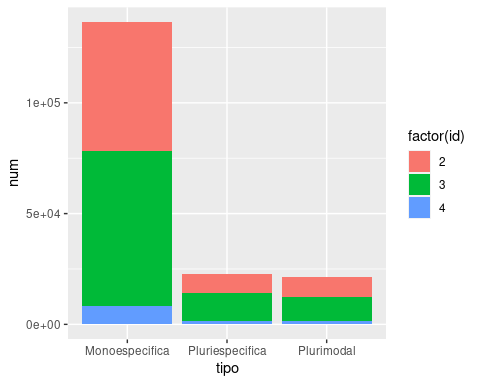 num
1e+05
5e+04
0e+00
Monoespecifica Pluriespecifica Plurimodal
tipo
factor(id)
2
3
4